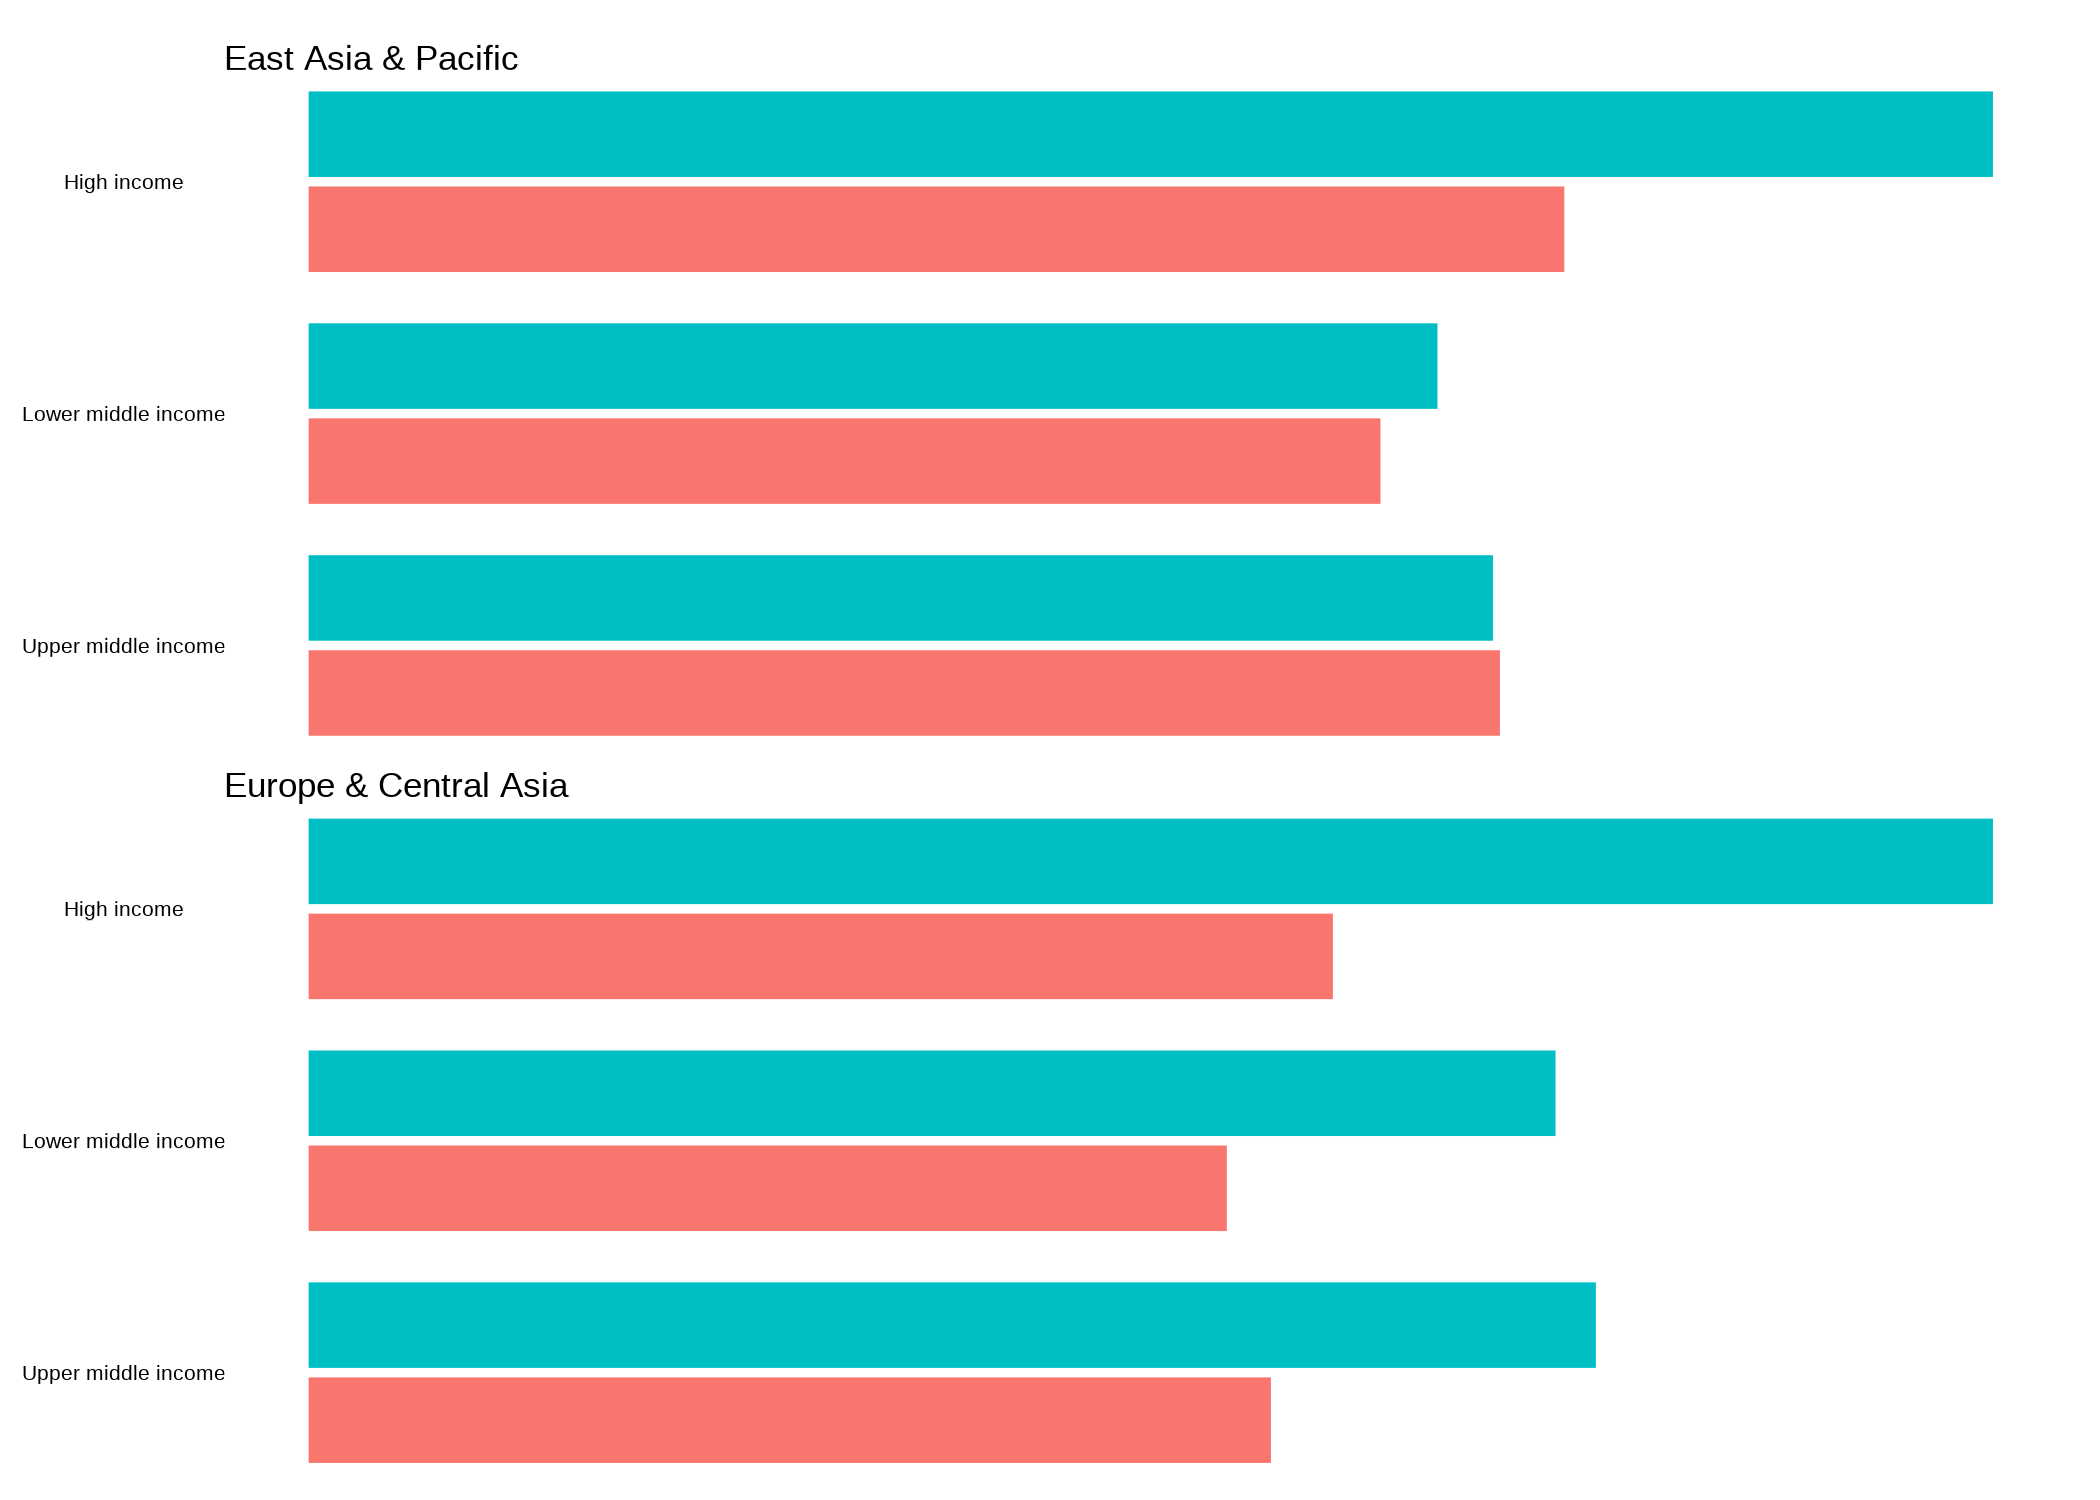 East Asia & Pacific
High income
Lower middle income
Upper middle income
Europe & Central Asia
High income
Lower middle income
Upper middle income